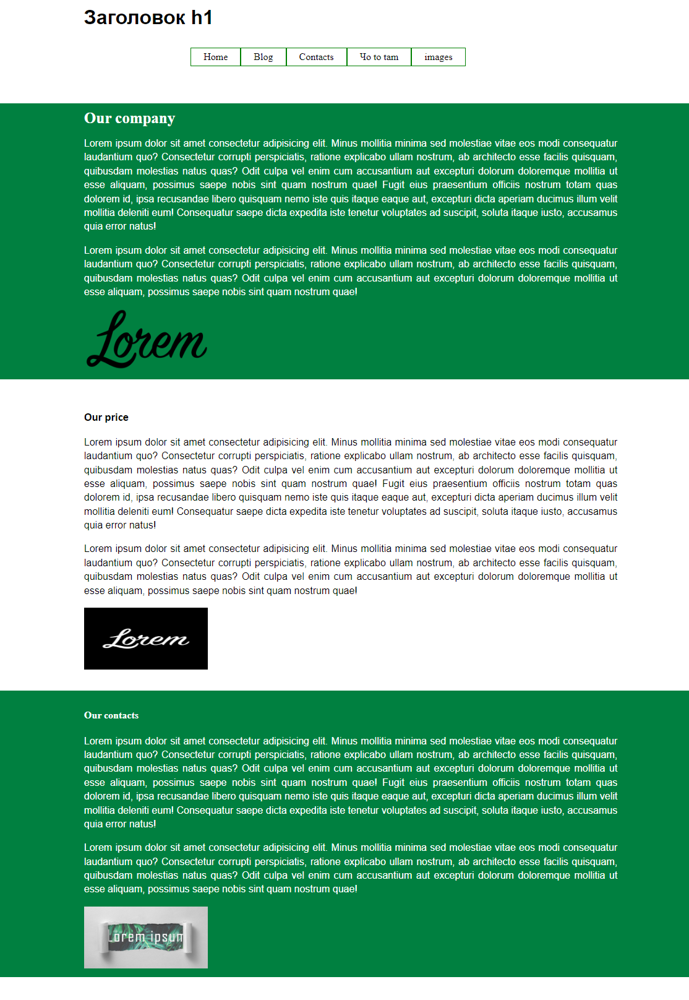 Заголовок h1
Home Blog Contacts Чо to tam images
Our company
Lorem ipsum dolor sit amet consectetur adipisicing elit. Minus mollitia minima sed molestiae vitae eos modi consequatur
laudantium quo? Consectetur corrupti perspiciatis, ratione explicabo ullam nostrum, ab architecto esse facilis quisquam,
quibusdam molestias natus quas? Odit culpa vel enim cum accusantium aut excepturi dolorum doloremque mollitia ut
esse aliquam, possimus saepe nobis sint quam nostrum quae! Fugit eius praesentium officiis nostrum totam quas
dolorem id, ipsa recusandae libero quisquam nemo iste quis itaque eaque aut, excepturi dicta aperiam ducimus illum velit
mollitia deleniti eum! Consequatur saepe dicta expedita iste tenetur voluptates ad suscipit, soluta itaque iusto, accusamus
quia error natus!
Lorem ipsum dolor sit amet consectetur adipisicing elit. Minus mollitia minima sed molestiae vitae eos modi consequatur
laudantium quo? Consectetur corrupti perspiciatis, ratione explicabo ullam nostrum, ab architecto esse facilis quisquam,
quibusdam molestias natus quas? Odit culpa vel enim cum accusantium aut excepturi dolorum doloremque mollitia ut
esse aliquam, possimus saepe nobis sint quam nostrum quae!
Lorem
Our price
Lorem ipsum dolor sit amet consectetur adipisicing elit. Minus mollitia minima sed molestiae vitae eos modi consequatur
laudantium quo? Consectetur corrupti perspiciatis, ratione explicabo ullam nostrum, ab architecto esse facilis quisquam,
quibusdam molestias natus quas? Odit culpa vel enim cum accusantium aut excepturi dolorum doloremque mollitia ut
esse aliquam, possimus saepe nobis sint quam nostrum quae! Fugit eius praesentium officiis nostrum totam quas
dolorem id, ipsa recusandae libero quisquam nemo iste quis itaque eaque aut, excepturi dicta aperiam ducimus illum velit
mollitia deleniti eum! Consequatur saepe dicta expedita iste tenetur voluptates ad suscipit, soluta itaque iusto, accusamus
quia error natus!
Lorem ipsum dolor sit amet consectetur adipisicing elit. Minus mollitia minima sed molestiae vitae eos modi consequatur
laudantium quo? Consectetur corrupti perspiciatis, ratione explicabo ullam nostrum, ab architecto esse facilis quisquam,
quibusdam molestias natus quas? Odit culpa vel enim cum accusantium aut excepturi dolorum doloremque mollitia ut
esse aliquam, possimus saepe nobis sint quam nostrum quae!
Lorem
Our contacts
Lorem ipsum dolor sit amet consectetur adipisicing elit. Minus mollitia minima sed molestiae vitae eos modi consequatur
laudantium quo? Consectetur corrupti perspiciatis, ratione explicabo ullam nostrum, ab architecto esse facilis quisquam,
quibusdam molestias natus quas? Odit culpa vel enim cum accusantium aut excepturi dolorum doloremque mollitia ut
esse aliquam, possimus saepe nobis sint quam nostrum quae! Fugit eius praesentium officiis nostrum totam quas
dolorem id, ipsa recusandae libero quisquam nemo iste quis itaque eaque aut, excepturi dicta aperiam ducimus illum velit
mollitia deleniti eum! Consequatur saepe dicta expedita iste tenetur voluptates ad suscipit, soluta itaque iusto, accusamus
quia error natus!
Lorem ipsum dolor sit amet consectetur adipisicing elit. Minus mollitia minima sed molestiae vitae eos modi consequatur
laudantium quo? Consectetur corrupti perspiciatis, ratione explicabo ullam nostrum, ab architecto esse facilis quisquam,
quibusdam molestias natus quas? Odit culpa vel enim cum accusantium aut excepturi dolorum doloremque mollitia ut
esse aliquam, possimus saepe nobis sint quam nostrum quae!
Lorem ipsum